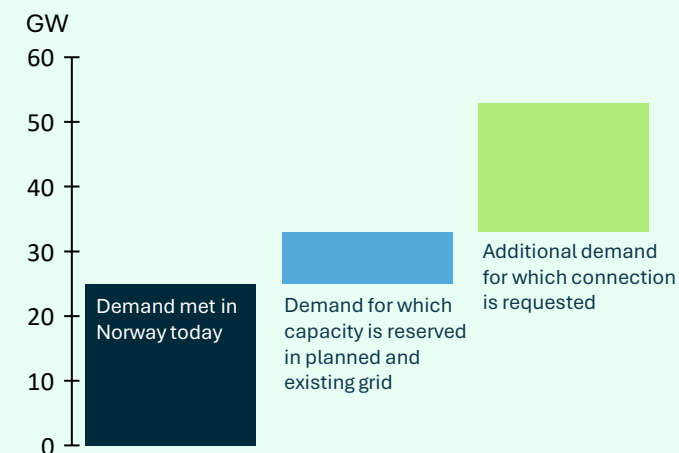 GW
60
50
40
30
20
10
0
Demand met in
Norway today
Demand for which
capacity is reserved
in planned and
existing grid
Additional demand
for which connection
is requested